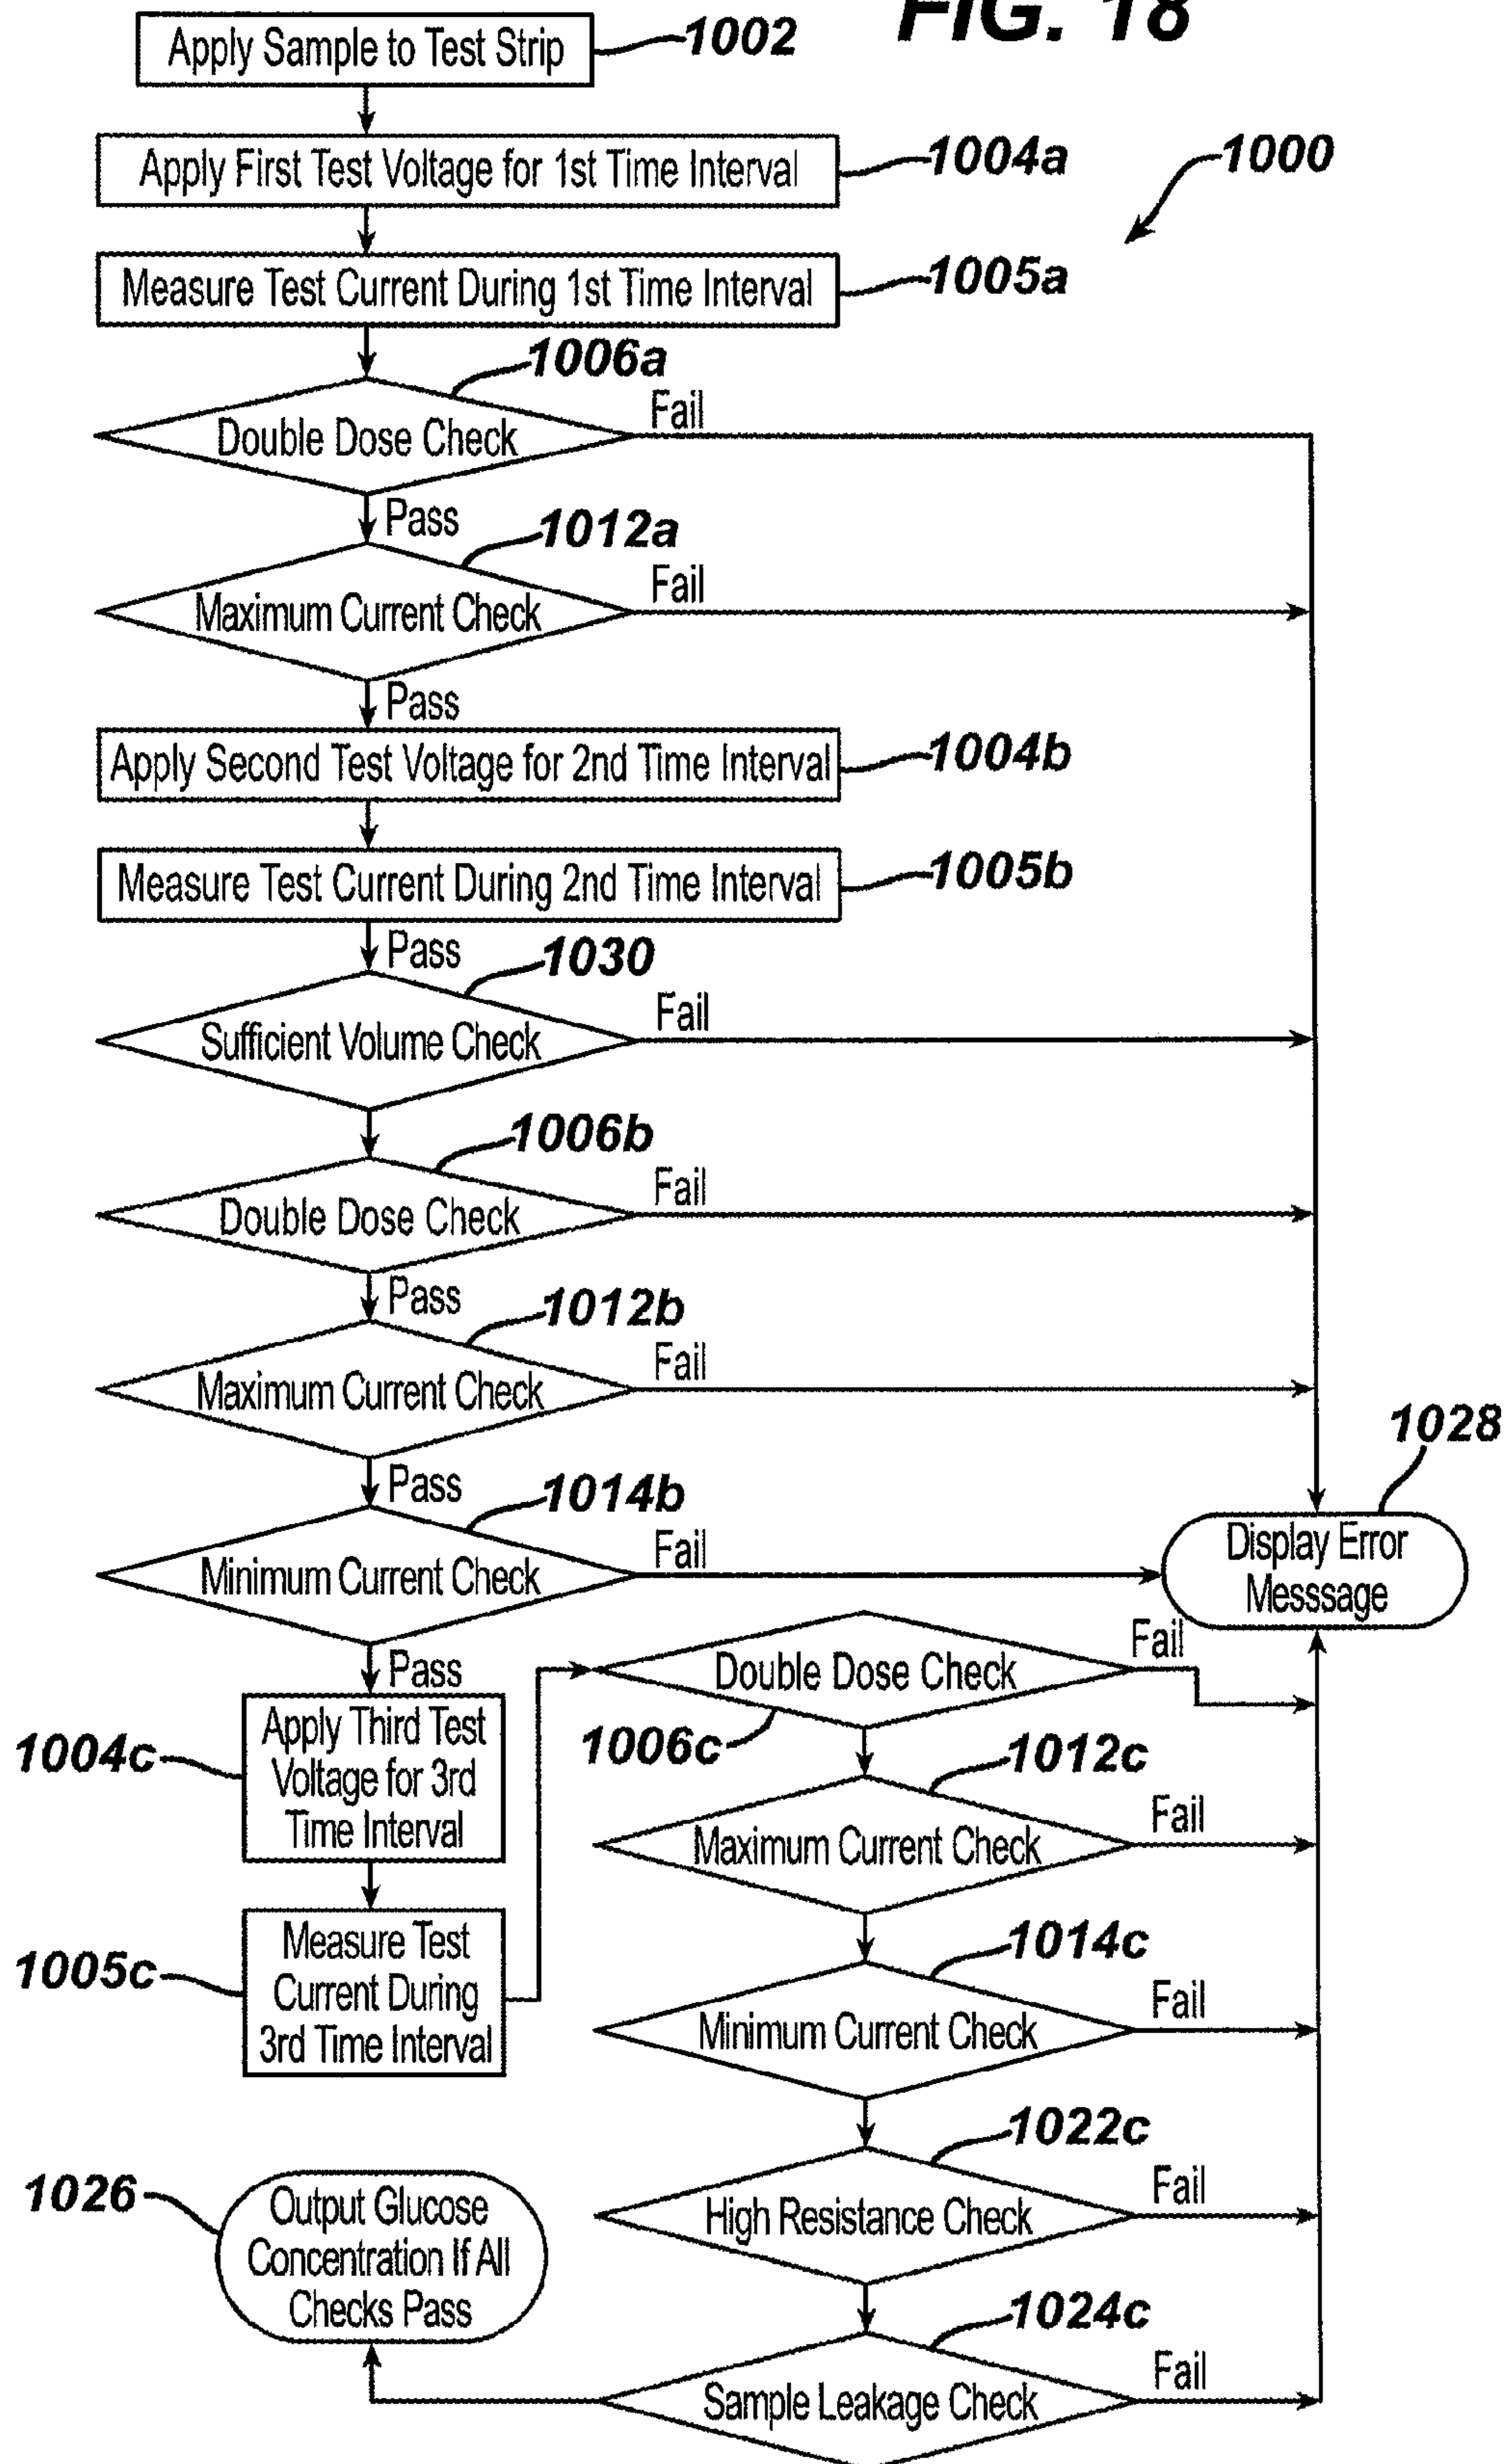 FIG. 18
Apply Sample to Test Strip
1002
Apply First Test Voltage for 1st Time Interval
1004a
1000
Measure Test Current During 1st Time Interval
1005a
1006a
Double Dose Check
Fail
Pass
1012a
Maximum Current Check
Fail
Pass
Apply Second Test Voltage for 2nd Time Interval
1004b
Measure Test Current During 2nd Time Interval
1005b
Pass
1030
Sufficient Volume Check
Fail
1006b
Double Dose Check
Fail
Pass
1012b
Maximum Current Check
Fail
Pass
1014b
Minimum Current Check
Fail
1028
Display Error
Messsage
Pass
1004c
Apply Third Test
Voltage for 3rd
Time Interval
1005c
Measure Test
Current During
3rd Time Interval
Double Dose Check
Fail
1006c
1012c
Maximum Current Check
Fail
1014c
Minimum Current Check
Fail
1022c
High Resistance Check
Fail
1024c
Sample Leakage Check
Fail
1026
Output Glucose
Concentration If All
Checks Pass